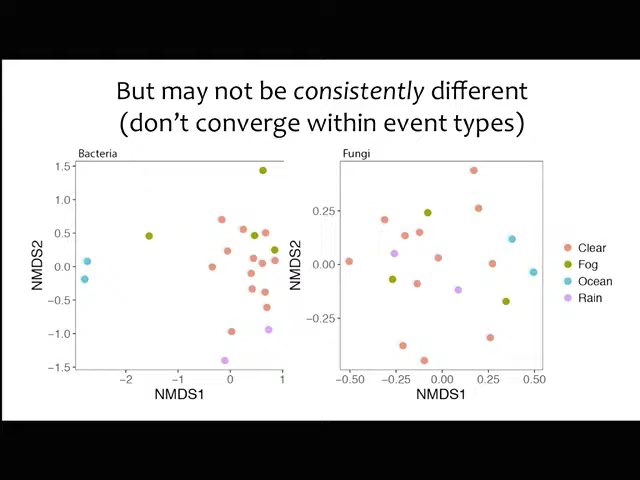 But may not be consistently different
(don't converge within event types)
Bacteria
1.5
1.0
0.5
0.0
−0.5
−1.0
−1.5
NMDS2
−2
−1
0
1
NMDS1
Fungi
0.25
0.00
−0.25
NMDS2
−0.50
−0.25
0.00
0.25
0.50
NMDS1
Clear
Fog
Ocean
Rain